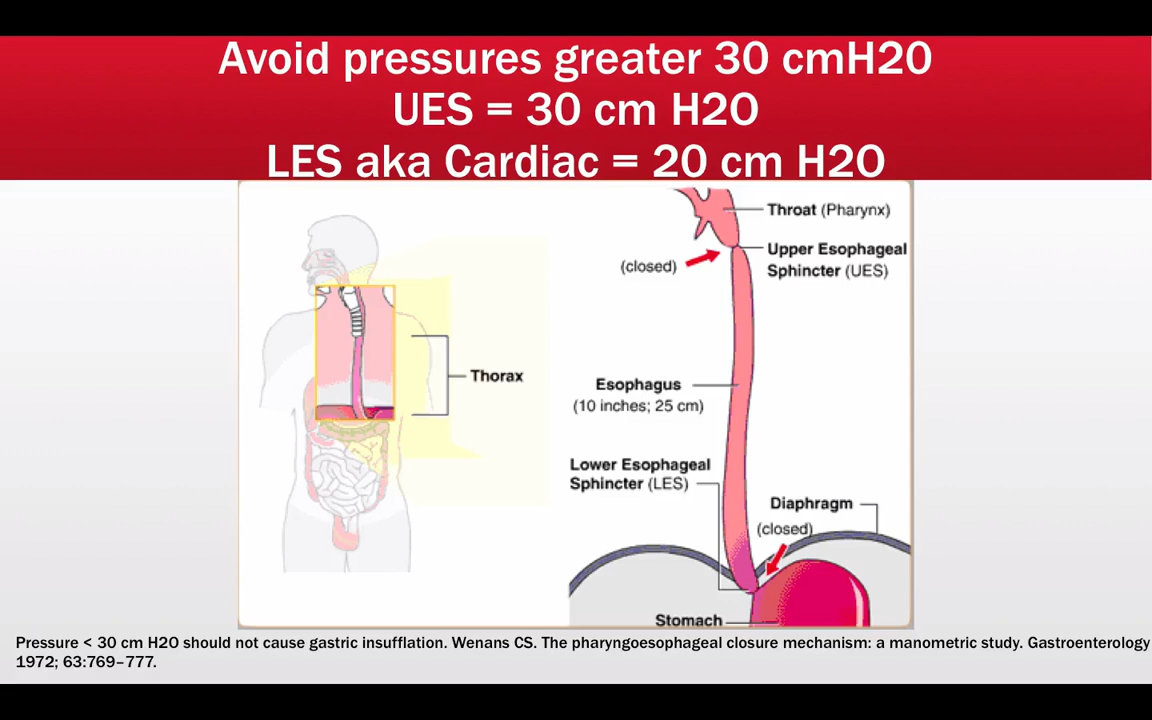 Avoid pressures greater 30 cmH20
UES = 30 cm H2O
LES aka Cardiac = 20 cm H2O
Throat (Pharynx)
Upper Esophageal
Sphincter (UES)
(closed)
Thorax
Esophagus
(10 inches; 25 cm)
Lower Esophageal
Sphincter (LES)
Diaphragm
(closed)
Stomach
Pressure < 30 cm H2O should not cause gastric insufflation. Wenans CS. The pharyngoesophageal closure mechanism: a manometric study. Gastroenterology
1972; 63:769–777.